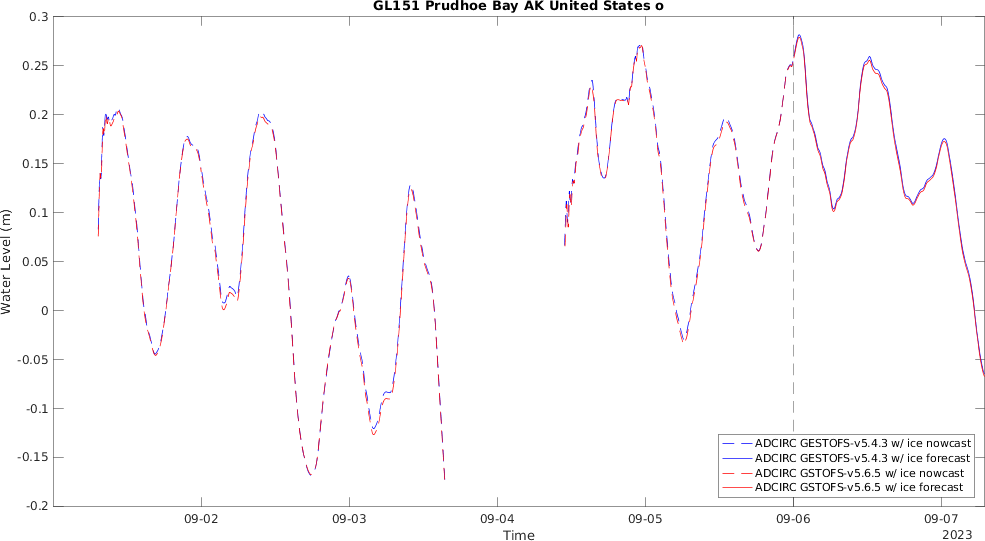 GL151 Prudhoe Bay AK United States o
0.3
0.25
0.2
0.15
0.1
0.05
0
-0.05
-0.1
-0.15
-0.2
Water Level (m)
ADCIRC GESTOFS-v5.4.3 w/ ice nowcast
ADCIRC GESTOFS-v5.4.3 w/ ice forecast
ADCIRC GSTOFS-v5.6.5 w/ ice nowcast
ADCIRC GSTOFS-v5.6.5 w/ ice forecast
09-02 09-03 09-04 09-05 09-06 09-07
Time
2023